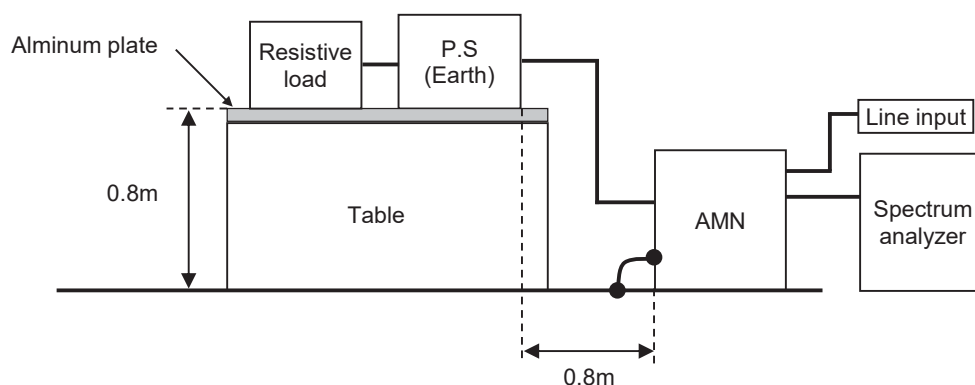 Alminum plate
Resistive
load
P.S
(Earth)
Line input
0.8m
Table
AMN
Spectrum
analyzer
0.8m